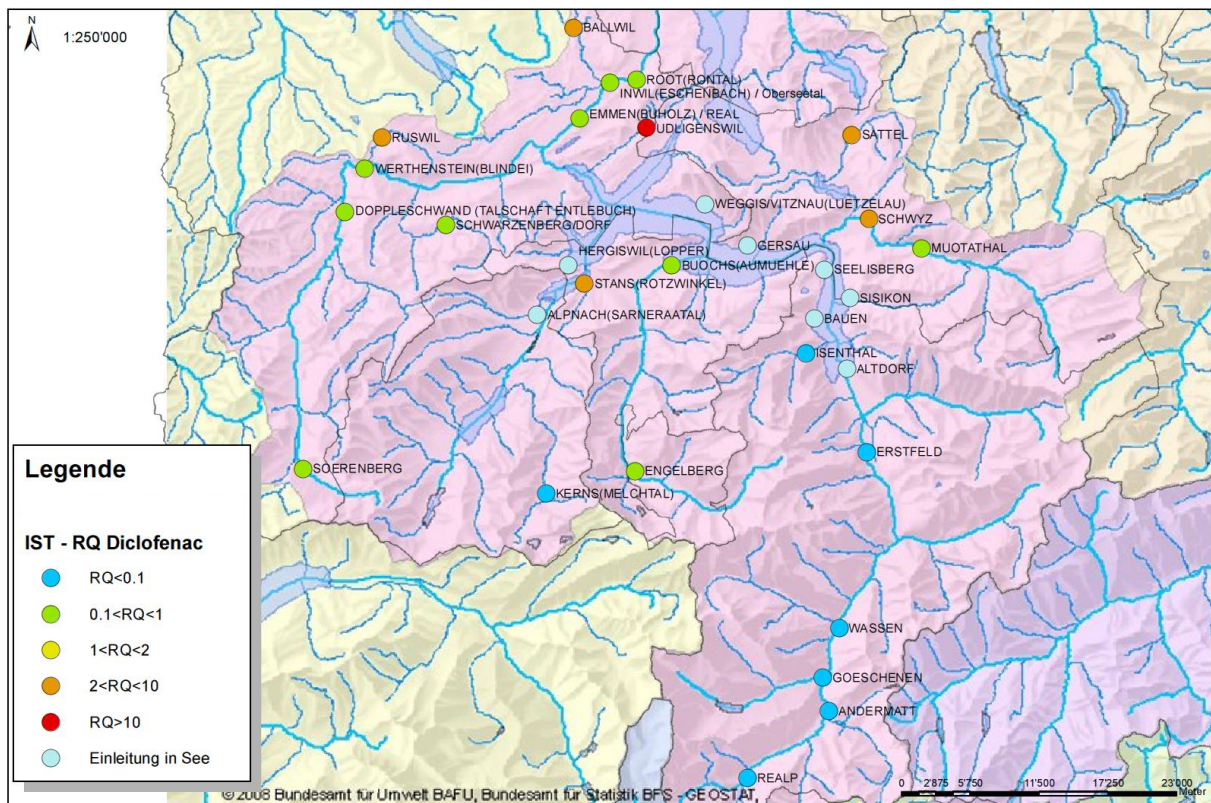 N
1:250'000
BALLWIL
ROOT(RONTAL)
INWIL(ESCHENBACH) / Oberseetal
EMMEN(BUHOLZ) / REAL
UDLIGENSWIL
RUSWIL
SATTEL
WERTHENSTEIN(BLINDEI)
WEGGIS/VITZNAU(LUETZELAU)
DOPPLESCHWAND (TALSCHAFT ENTLEBUCH)
SCHWYZ
SCHWARZENBERG/DORF
GERSAU
MUOTATHAL
HERGISWIL(LOPPER)
BUOCHS(AUMUEHLE)
SEELISBERG
STANS(ROTZWINKEL)
SISIKON
ALPNACH(SARNERAATAL)
BAUEN
ISENTHAL
ALTDORF
ERSTFELD
SOERENBERG
ENGELBERG
KERNS(MELCHTAL)
WASSEN
GOESCHENEN
ANDERMATT
REALP
Legende
IST - RQ Diclofenac
RQ<0.1
0.1<RQ<1
1<RQ<2
2<RQ<10
RQ>10
Einleitung in See
0 2'875 5'750 11'500 17'250 23'000
Meter
©2008 Bundesamt für Umwelt BAFU, Bundesamt für Statistik BFS - GEOSTAT,